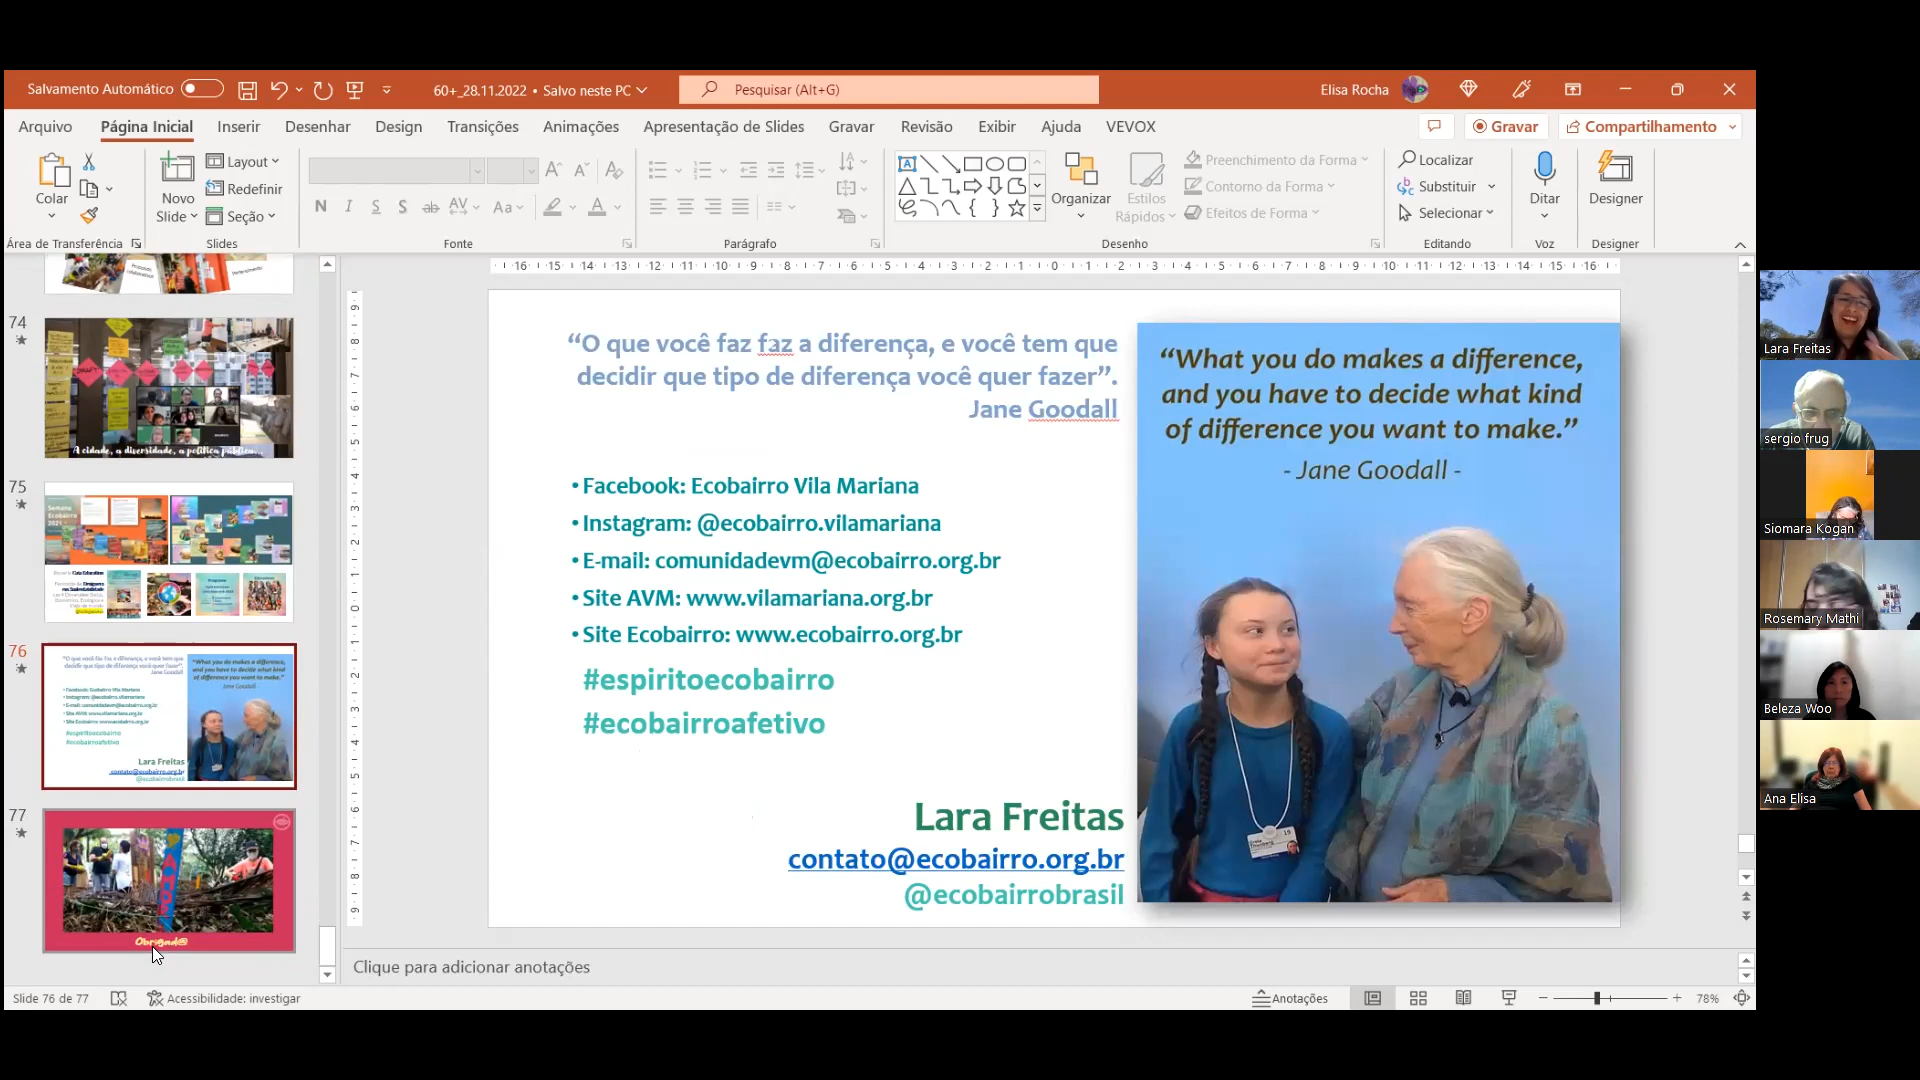 Salvamento Automático
60+_28.11.2022 • Salvo neste PC
Pesquisar (Alt+G)
Elisa Rocha
Arquivo
Página Inicial
Inserir
Desenhar
Design
Transições
Animações
Apresentação de Slides
Gravar
Revisão
Exibir
Ajuda
VEVOX
Gravar
Compartilhamento
Colar
Novo
Slide
Layout
Redefinir
Seção
N I S S ab AV Aa A
Organizar
Estilos
Rápidos
Preenchimento da Forma
Contorno da Forma
Efeitos de Forma
Localizar
Substituir
Selecionar
Ditar
Designer
Área de Transferência
Slides
Fonte
Parágrafo
Desenho
Editando
Voz
Designer
74
A cidade, a diversidade, a política pública...
75
76
77
Obrigad@
“O que você faz faz a diferença, e você tem que
decidir que tipo de diferença você quer fazer”.
Jane Goodall
• Facebook: Ecobairro Vila Mariana
• Instagram: @ecobairro.vilamariana
• E-mail: comunidadevm@ecobairro.org.br
• Site AVM: www.vilamariana.org.br
• Site Ecobairro: www.ecobairro.org.br
#espiritoecobairro
#ecobairroafetivo
Lara Freitas
contato@ecobairro.org.br
@ecobairrobrasil
“What you do makes a difference,
and you have to decide what kind
of difference you want to make.”
- Jane Goodall -
Lara Freitas
sergio frug
Siomara Kogan
Rosemary Mathi
Beleza Woo
Ana Elisa
Clique para adicionar anotações
Slide 76 de 77
Acessibilidade: investigar
Anotações
78%